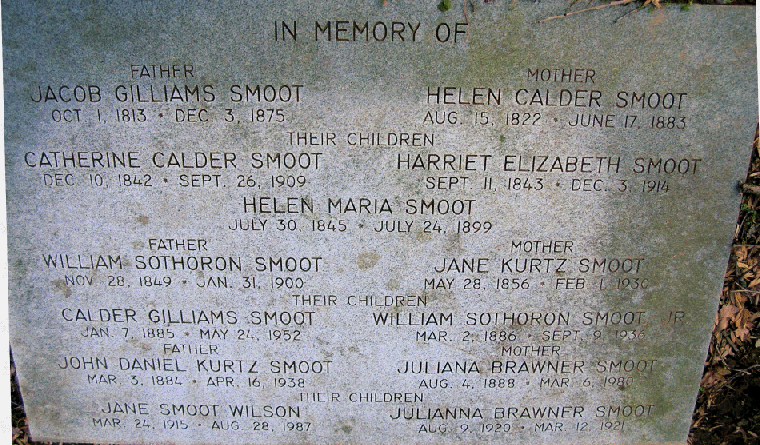 IN MEMORY OF
FATHER MOTHER
JACOB GILLIAMS SMOOT HELEN CALDER SMOOT
OCT. 1, 1813 • DEC. 3, 1875 AUG. 15, 1822 • JUNE 17, 1883
THEIR CHILDREN
CATHERINE CALDER SMOOT HARRIET ELIZABETH SMOOT
DEC. 10, 1842 • SEPT. 26, 1909 SEPT. 11, 1843 • DEC. 3, 1914
HELEN MARIA SMOOT
JULY 30, 1845 • JULY 24, 1899
FATHER MOTHER
WILLIAM SOTHORON SMOOT JANE KURTZ SMOOT
NOV. 28, 1849 • JAN. 31, 1900 MAY 28, 1856 • FEB. 1, 1930
THEIR CHILDREN
CALDER GILLIAMS SMOOT WILLIAM SOTHORON SMOOT JR
JAN. 7, 1885 • MAY 24, 1952 MAR. 2, 1886 • SEPT. 9, 1936
FATHER MOTHER
JOHN DANIEL KURTZ SMOOT JULIANA BRAWNER SMOOT
MAR. 3, 1884 • APR. 16, 1938 AUG. 4, 1888 • MAR. 6, 1980
THEIR CHILDREN
JANE SMOOT WILSON JULIANNA BRAWNER SMOOT
MAR. 24, 1915 • AUG. 28, 1987 AUG. 9, 1920 • MAR. 12, 1921